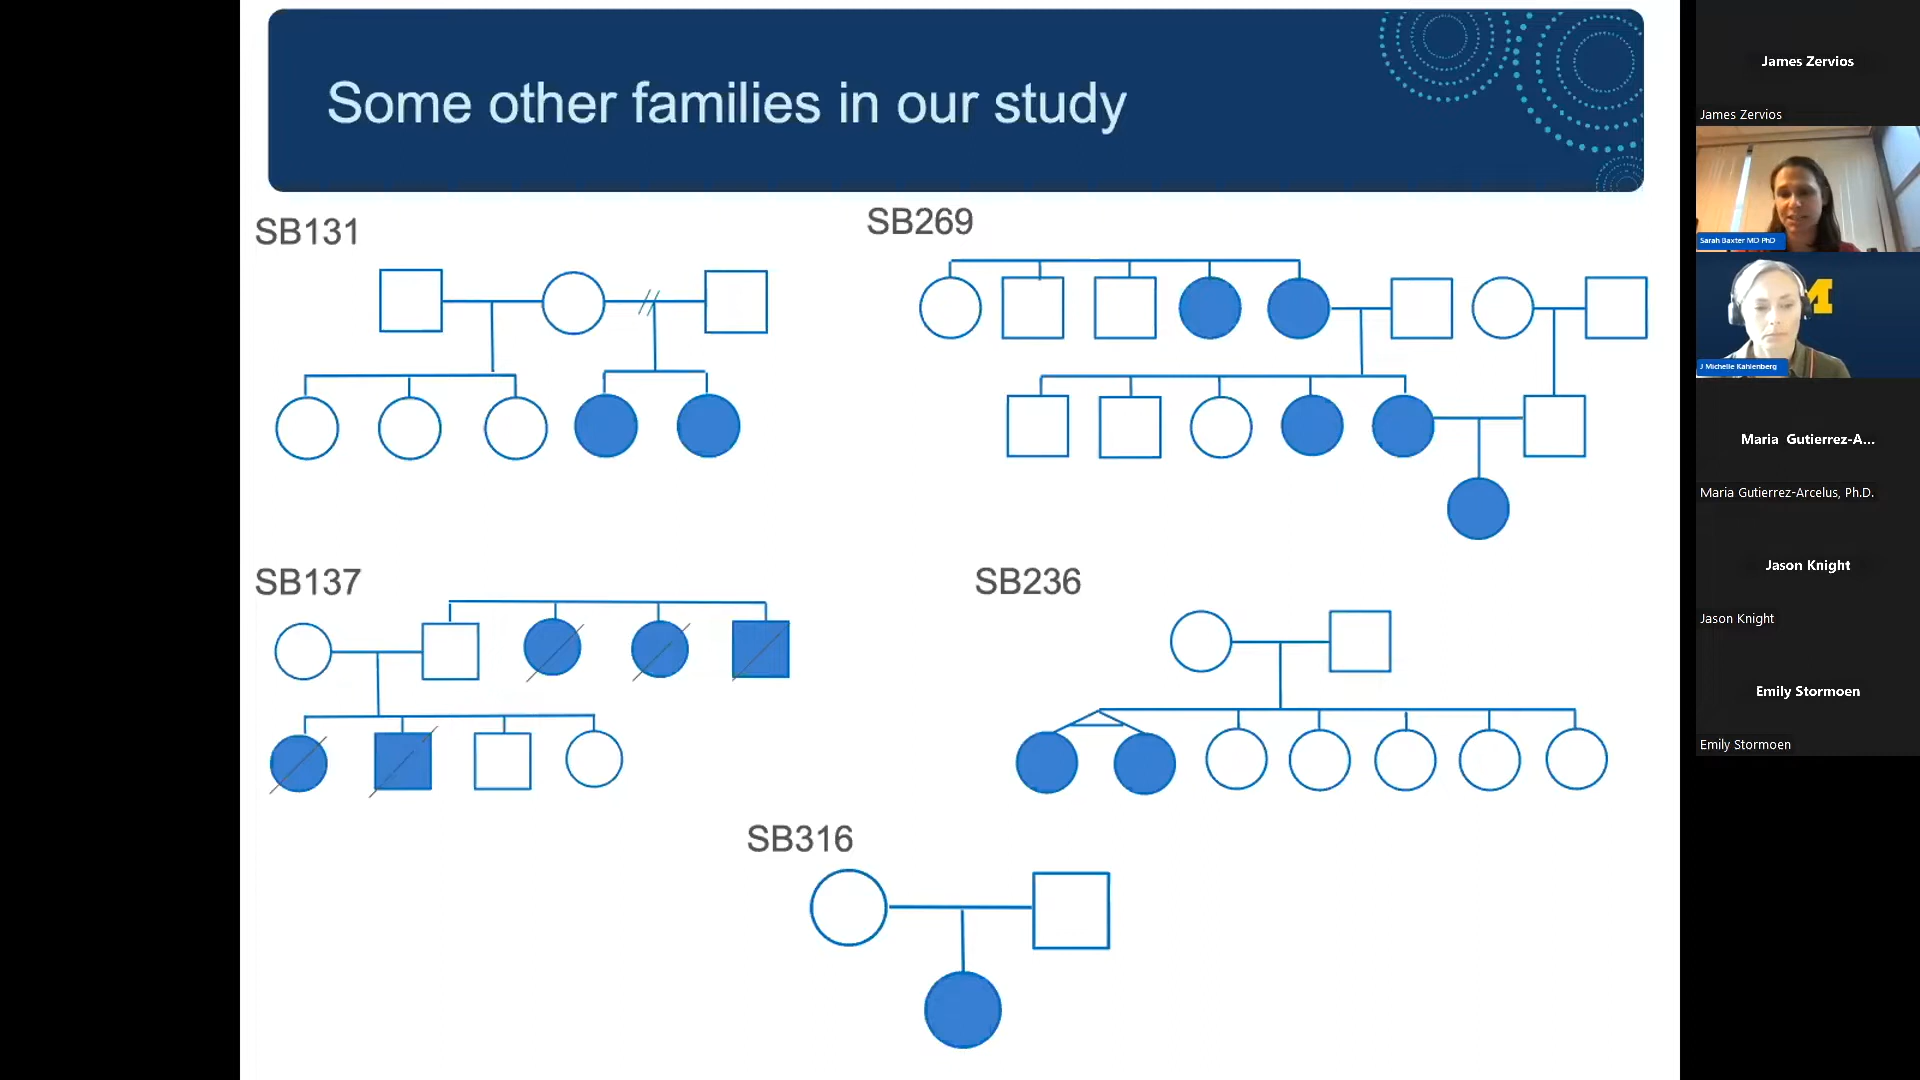 Some other families in our study
SB131
SB269
SB137
SB236
SB316
James Zervios
James Zervios
Sarah Baxter MD PhD
M
J Michelle Kahlenberg
Maria Gutierrez-A...
Maria Gutierrez-Arcelus, Ph.D.
Jason Knight
Jason Knight
Emily Stormoen
Emily Stormoen